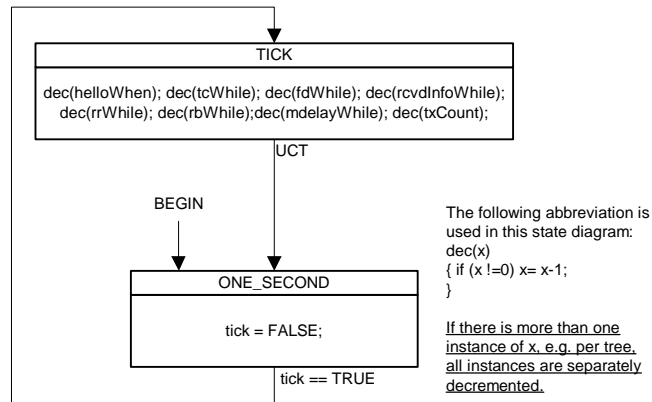 TICK
dec(helloWhen); dec(tcWhile); dec(fdWhile); dec(rcvdInfoWhile);
dec(rrWhile); dec(rbWhile);dec(mdelayWhile); dec(txCount);
UCT
BEGIN
ONE_SECOND
tick = FALSE;
tick == TRUE
The following abbreviation is
used in this state diagram:
dec(x)
{ if (x !=0) x= x-1;
}
If there is more than one
instance of x, e.g. per tree,
all instances are separately
decremented.